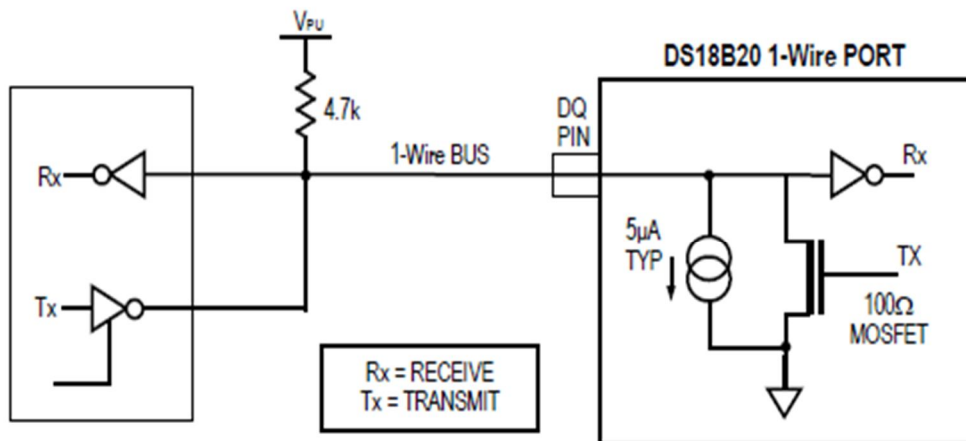 VPU
DS18B20 1-Wire PORT
4.7k
DQ
PIN
1-Wire BUS
Rx
Rx
5µA
TYP
TX
Tx
100Ω
MOSFET
Rx = RECEIVE
Tx = TRANSMIT